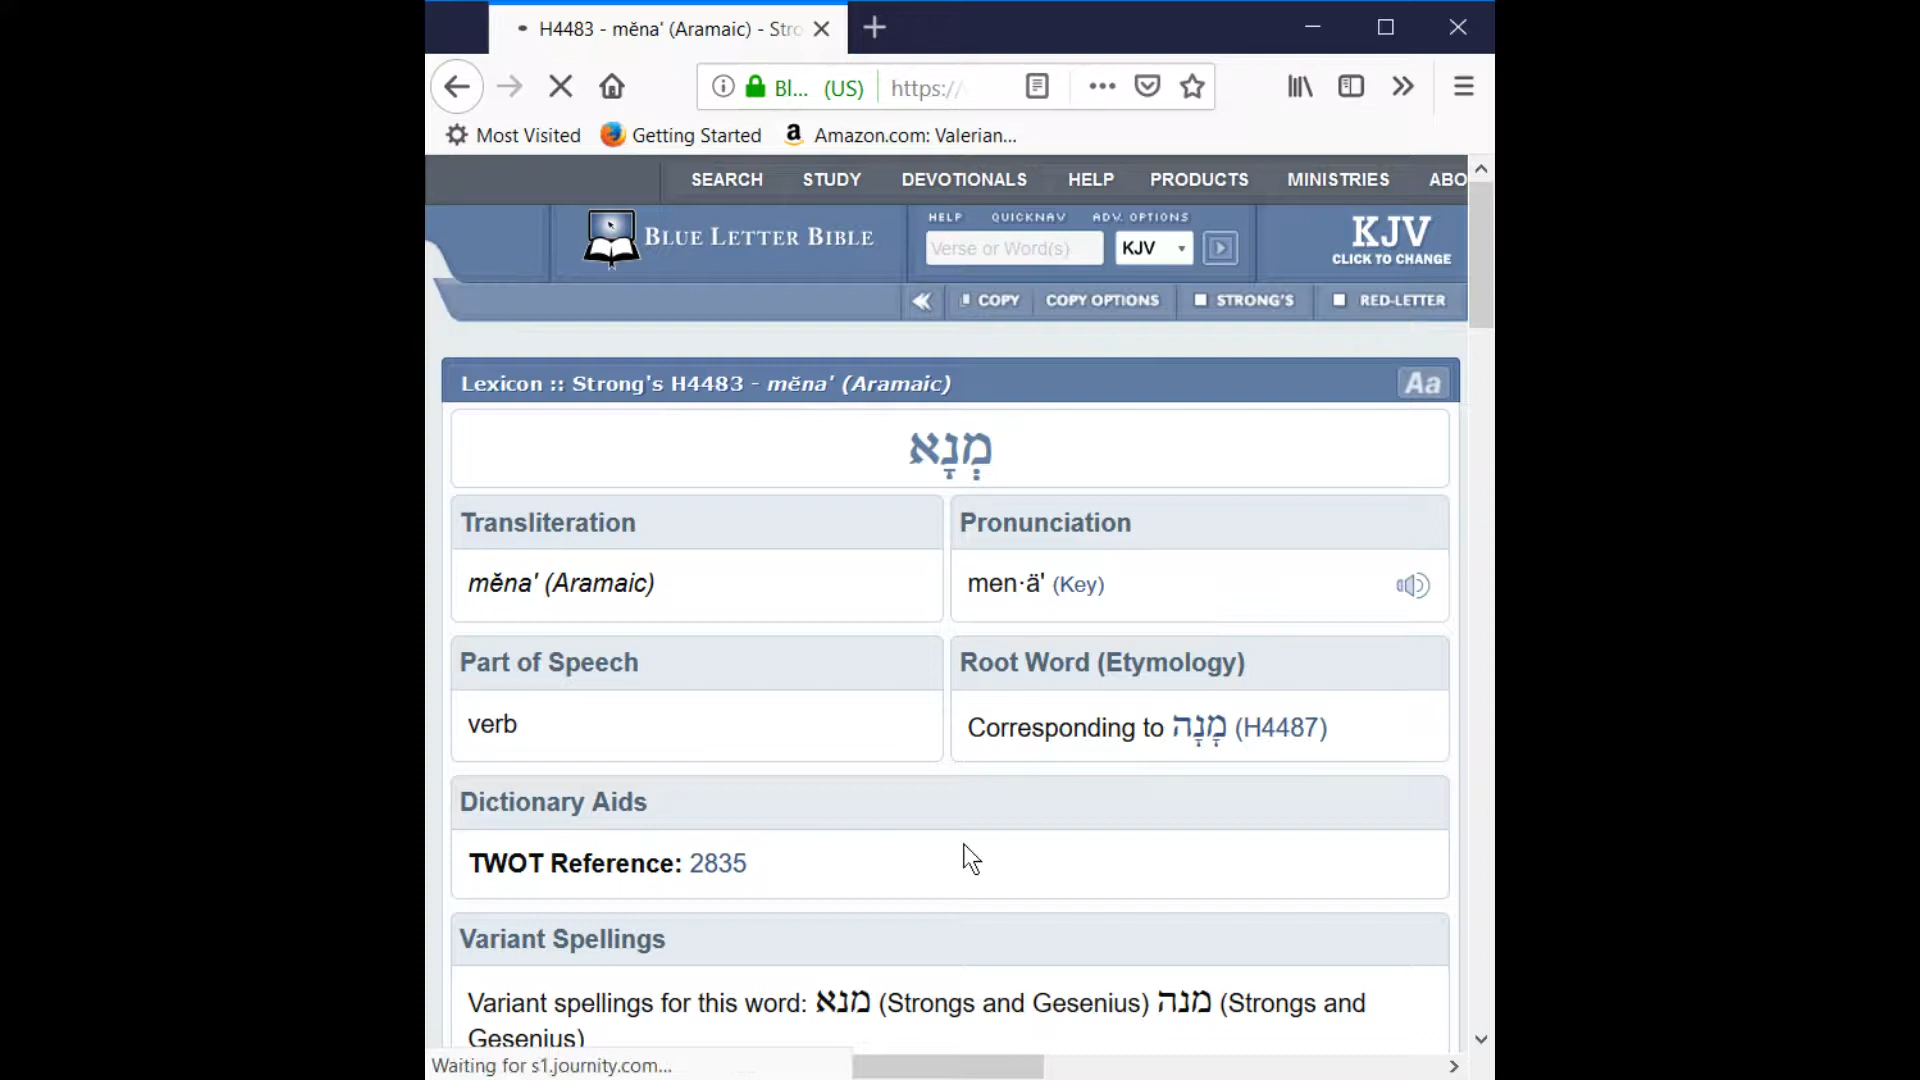 H4483 - mĕna' (Aramaic) - Stro
Bl... (US) https://
Most Visited Getting Started Amazon.com: Valerian...
SEARCH STUDY DEVOTIONALS HELP PRODUCTS MINISTRIES ABO
HELP QUICKNAV ADV. OPTIONS
BLUE LETTER BIBLE Verse or Word(s) KJV KJV
CLICK TO CHANGE
COPY COPY OPTIONS STRONG'S RED-LETTER
Lexicon :: Strong's H4483 - mĕna' (Aramaic) Aa
מְנָא
Transliteration Pronunciation
mĕna' (Aramaic) men·ä' (Key)
Part of Speech Root Word (Etymology)
verb Corresponding to מָנָה (H4487)
Dictionary Aids
TWOT Reference: 2835
Variant Spellings
Variant spellings for this word: מנא (Strongs and Gesenius) מנה (Strongs and
Gesenius)
Waiting for s1.journity.com...